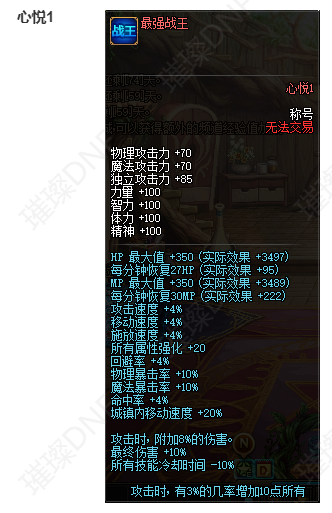 心悦1
战王 最强战王
心悦1
称号
无法交易
物理攻击力 +70
魔法攻击力 +70
独立攻击力 +85
力量 +100
智力 +100
体力 +100
精神 +100
HP 最大值 +350 (实际效果 +3497)
每分钟恢复27HP (实际效果 +95)
MP 最大值 +350 (实际效果 +3489)
每分钟恢复30MP (实际效果 +222)
攻击速度 +4%
移动速度 +4%
施放速度 +4%
所有属性强化 +20
回避率 +4%
物理暴击率 +10%
魔法暴击率 +10%
命中率 +4%
城镇内移动速度 +20%
攻击时, 附加8%的伤害。
最终伤害 +10%
所有技能冷却时间 -10%
攻击时, 有3%的几率增加10点所有